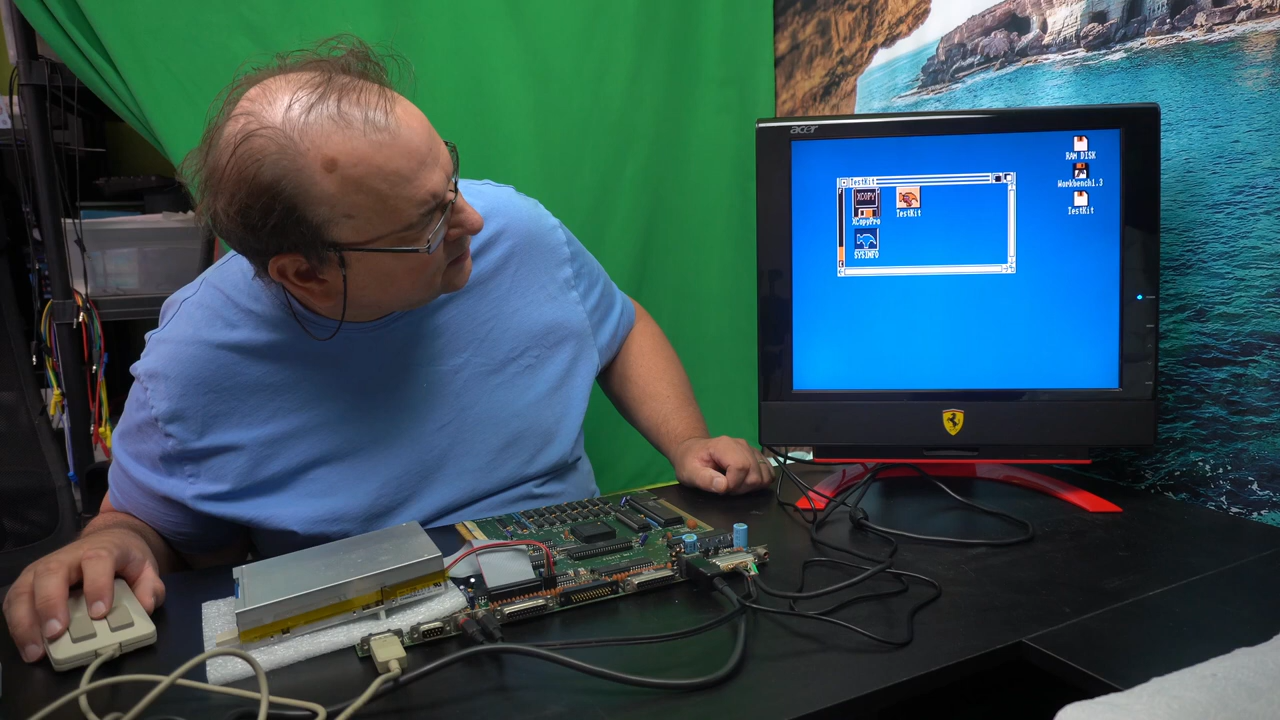 acer
TestKit
XCOPY
XCopyPro
TestKit
SYSINFO
RAM DISK
Workbench1.3
TestKit